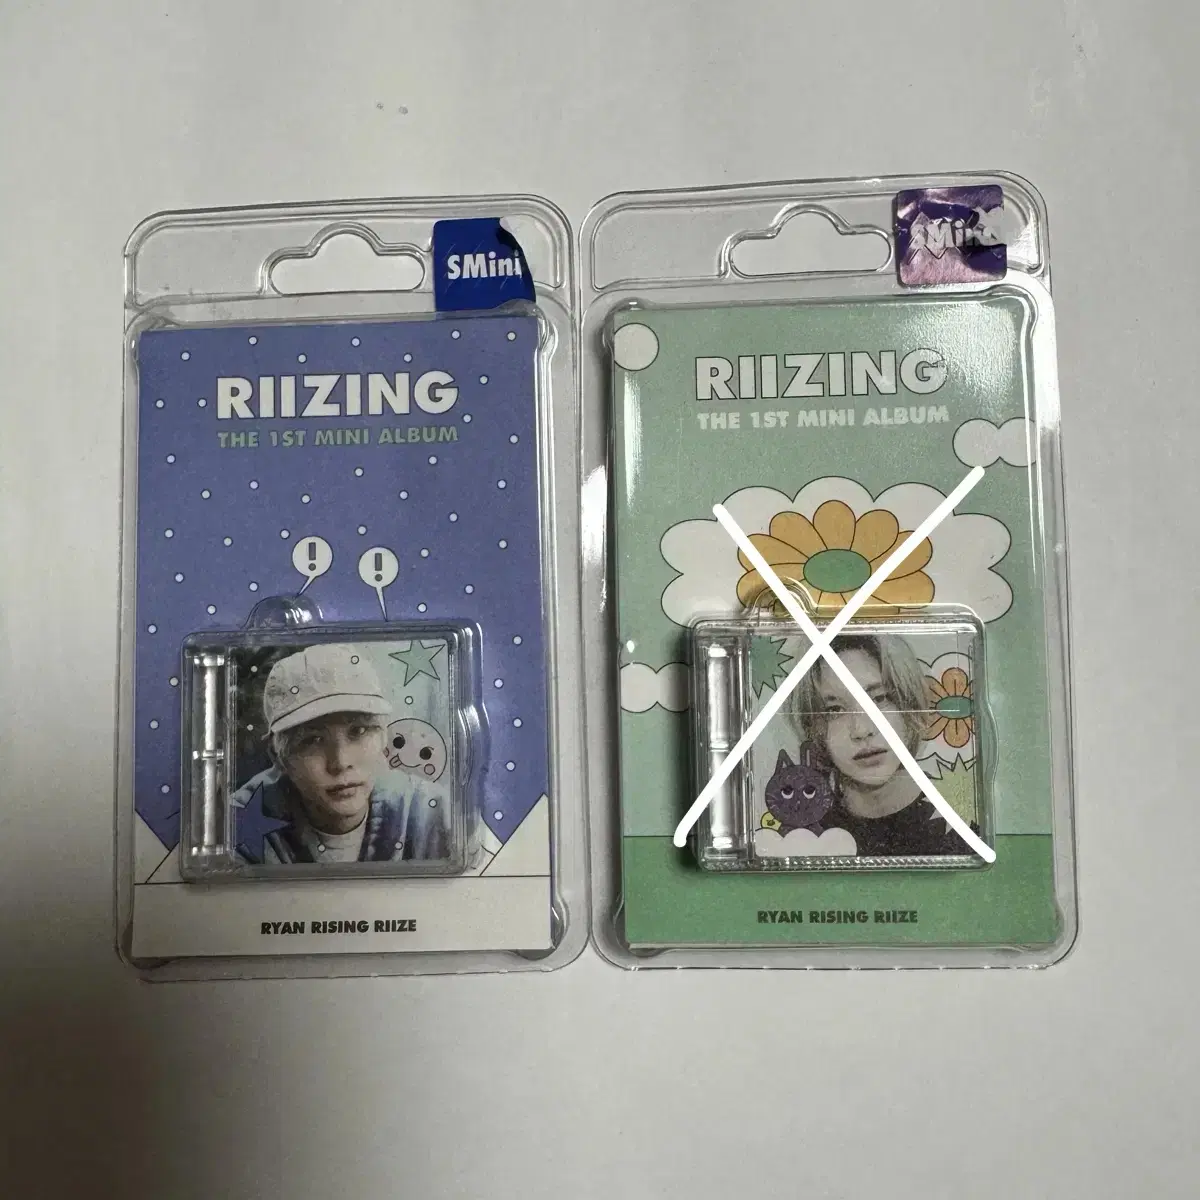 SMini
RIIZING
THE 1ST MINI ALBUM
!
!
RYAN RISING RIIZE
SMini
RIIZING
THE 1ST MINI ALBUM
RYAN RISING RIIZE